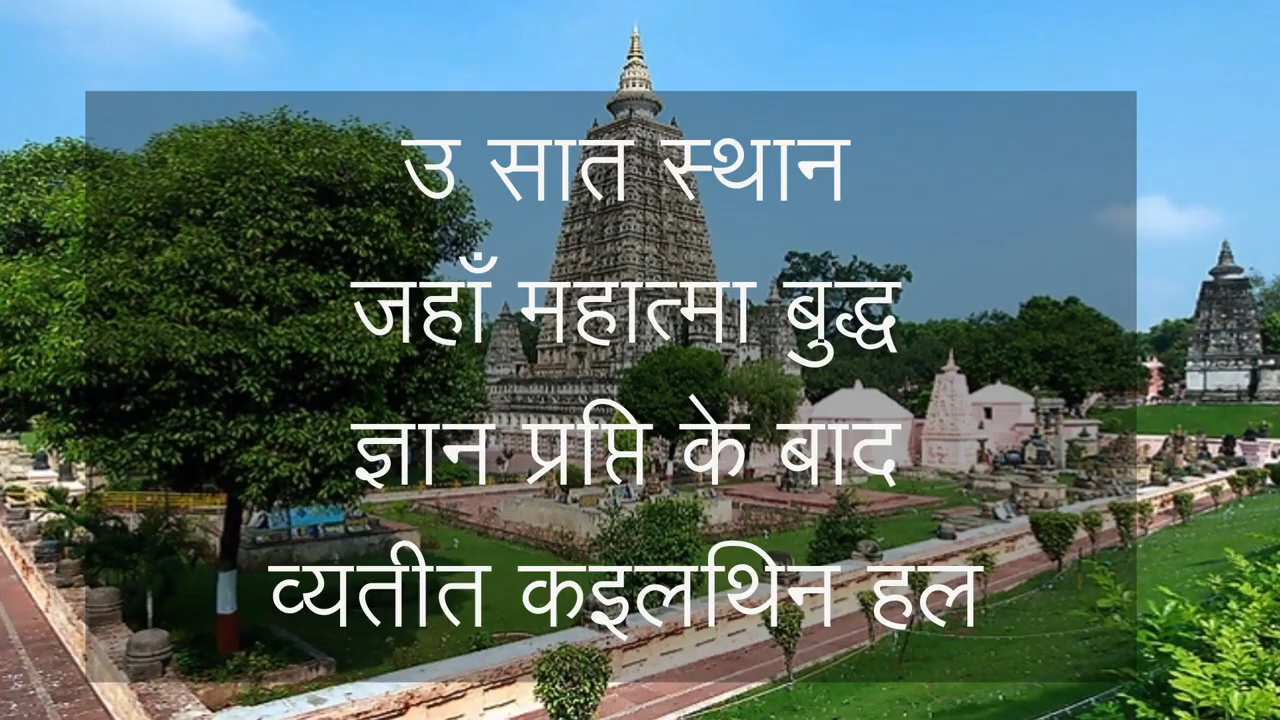 उ सात स्थान
जहाँ महात्मा बुद्ध
ज्ञान प्रप्ति के बाद
व्यतीत कइलथिन हल